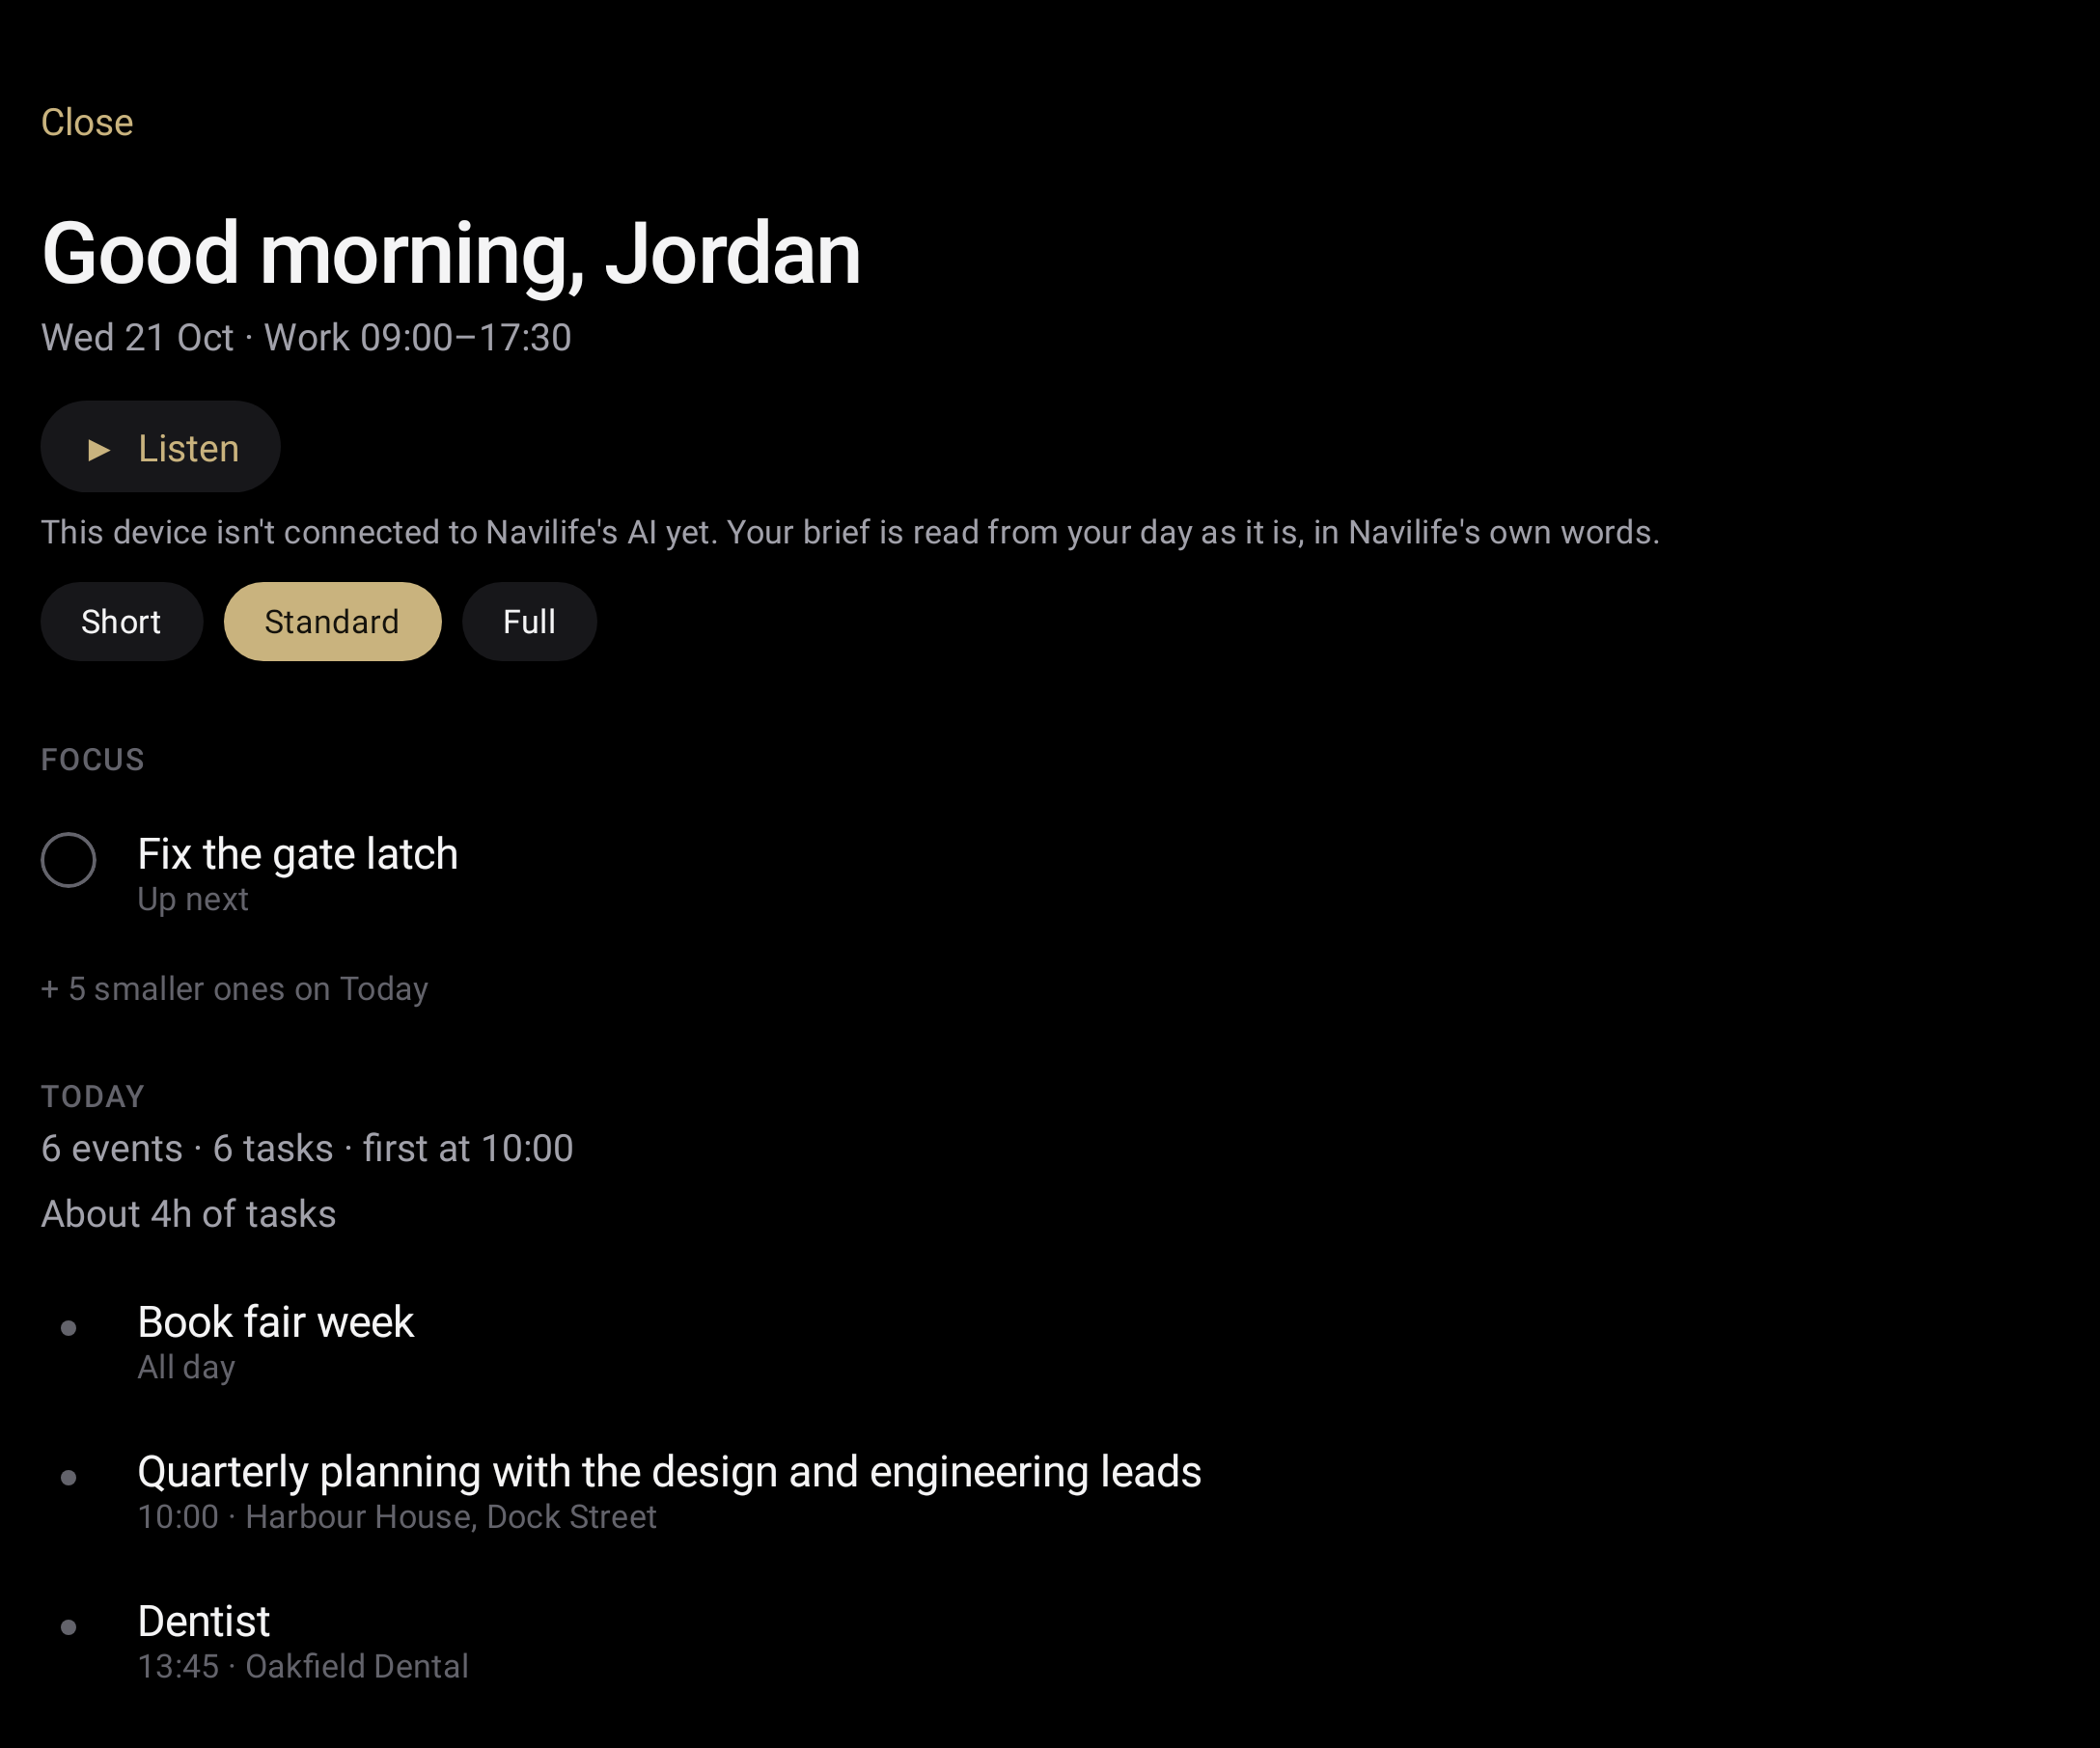 Close
Good morning, Jordan
Wed 21 Oct · Work 09:00–17:30
▶ Listen
This device isn't connected to Navilife's AI yet. Your brief is read from your day as it is, in Navilife's own words.
Short Standard Full
FOCUS
Fix the gate latch
Up next
+ 5 smaller ones on Today
TODAY
6 events · 6 tasks · first at 10:00
About 4h of tasks
Book fair week
All day
Quarterly planning with the design and engineering leads
10:00 · Harbour House, Dock Street
Dentist
13:45 · Oakfield Dental